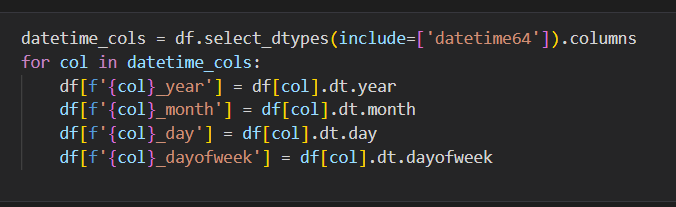 datetime_cols = df.select_dtypes(include=['datetime64']).columns
for col in datetime_cols:
    df[f'{col}_year'] = df[col].dt.year
    df[f'{col}_month'] = df[col].dt.month
    df[f'{col}_day'] = df[col].dt.day
    df[f'{col}_dayofweek'] = df[col].dt.dayofweek